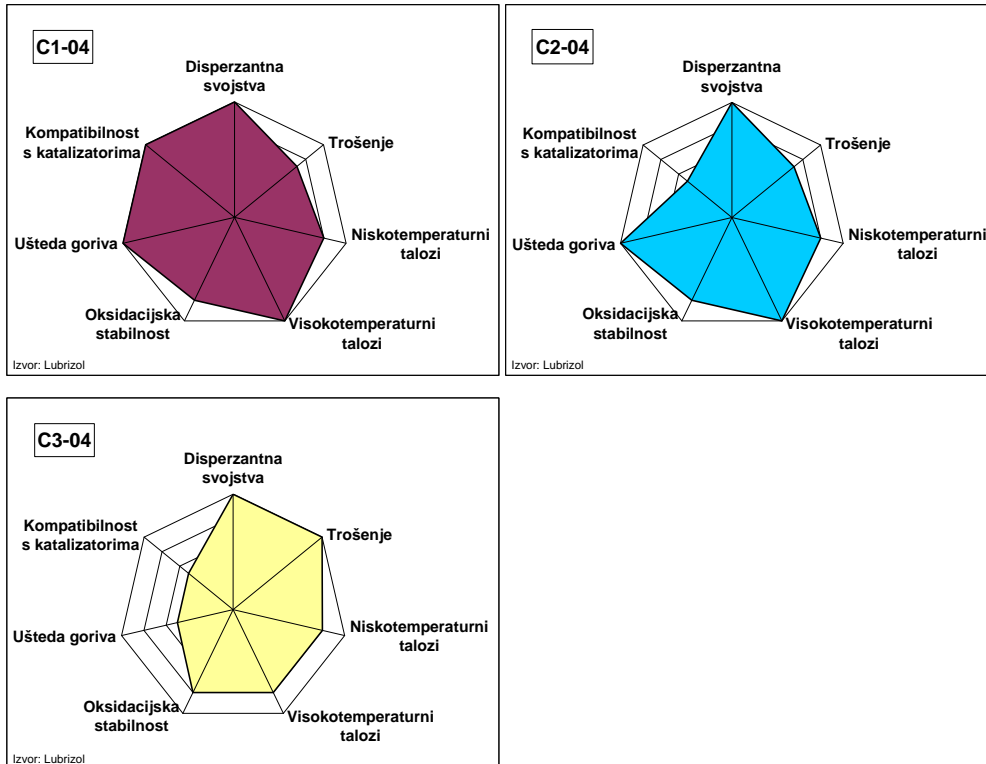 C1-04
Disperzantna
svojstva
Kompatibilnost
s katalizatorima
Trošenje
Ušteda goriva
Niskotemperaturni
talozi
Oksidacijska
stabilnost
Visokotemperaturni
talozi
Izvor: Lubrizol
C2-04
Disperzantna
svojstva
Kompatibilnost
s katalizatorima
Trošenje
Ušteda goriva
Niskotemperaturni
talozi
Oksidacijska
stabilnost
Visokotemperaturni
talozi
Izvor: Lubrizol
C3-04
Disperzantna
svojstva
Kompatibilnost
s katalizatorima
Trošenje
Ušteda goriva
Niskotemperaturni
talozi
Oksidacijska
stabilnost
Visokotemperaturni
talozi
Izvor: Lubrizol